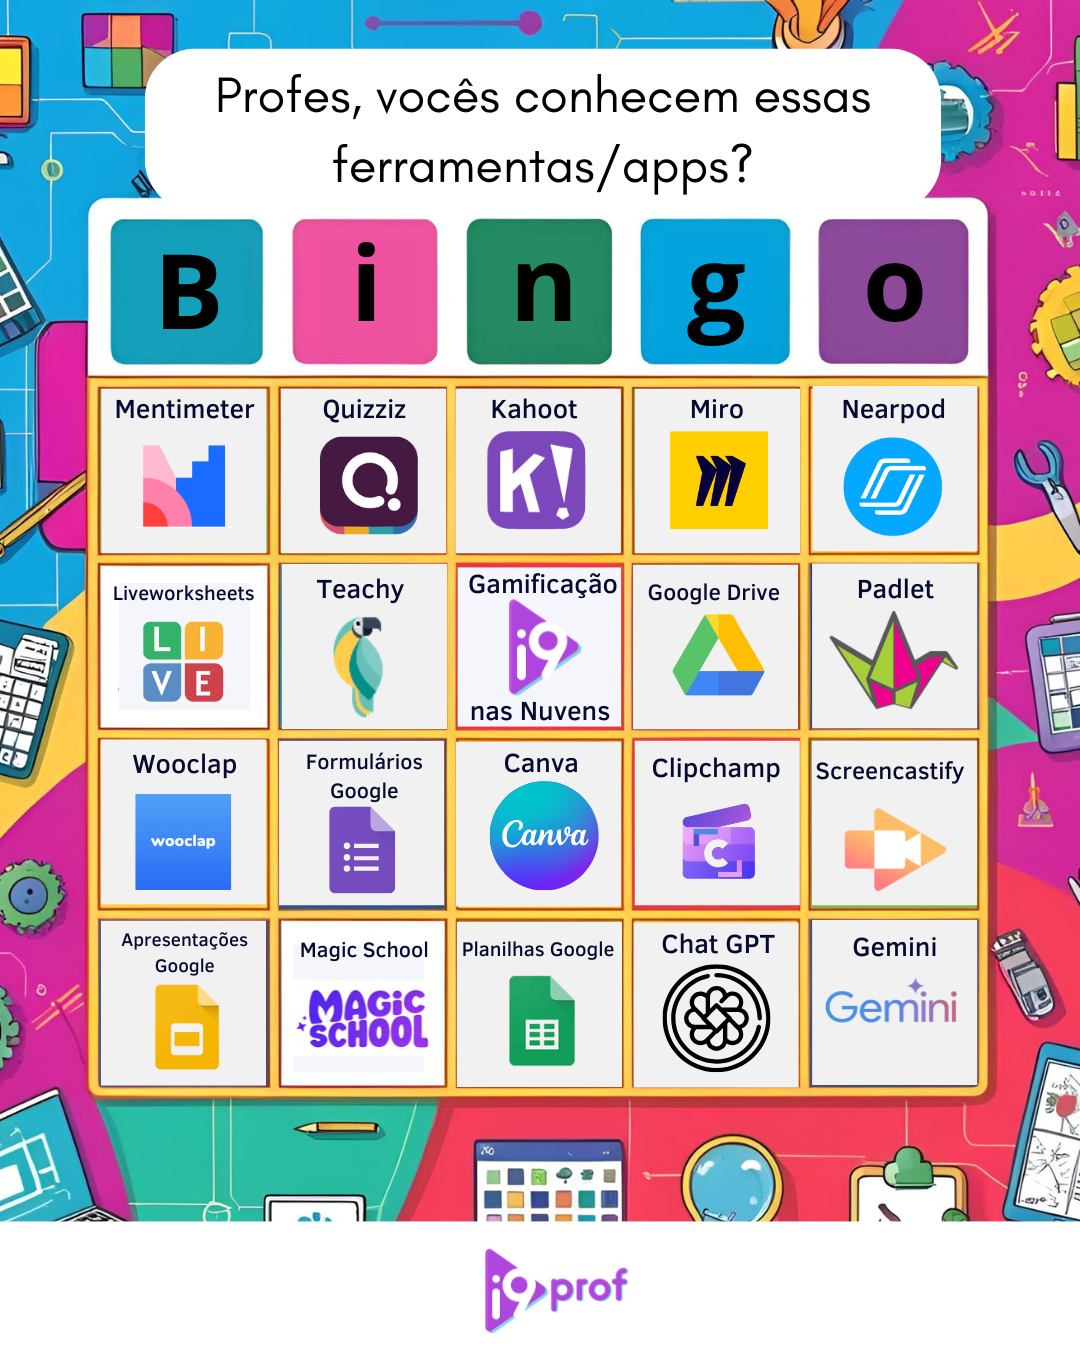 Profes, vocês conhecem essas
ferramentas/apps?
B i n g o
Mentimeter
Quizziz
Q
Kahoot
K!
Miro
Nearpod
Liveworksheets
L I
V E
Teachy
Gamificação
i9
nas Nuvens
Google Drive
Padlet
Wooclap
wooclap
Formulários
Google
Canva
Canva
Clipchamp
C
Screencastify
Apresentações
Google
Magic School
MAGiC
SCHOOL
Planilhas Google
Chat GPT
Gemini
Gemini
i9 prof